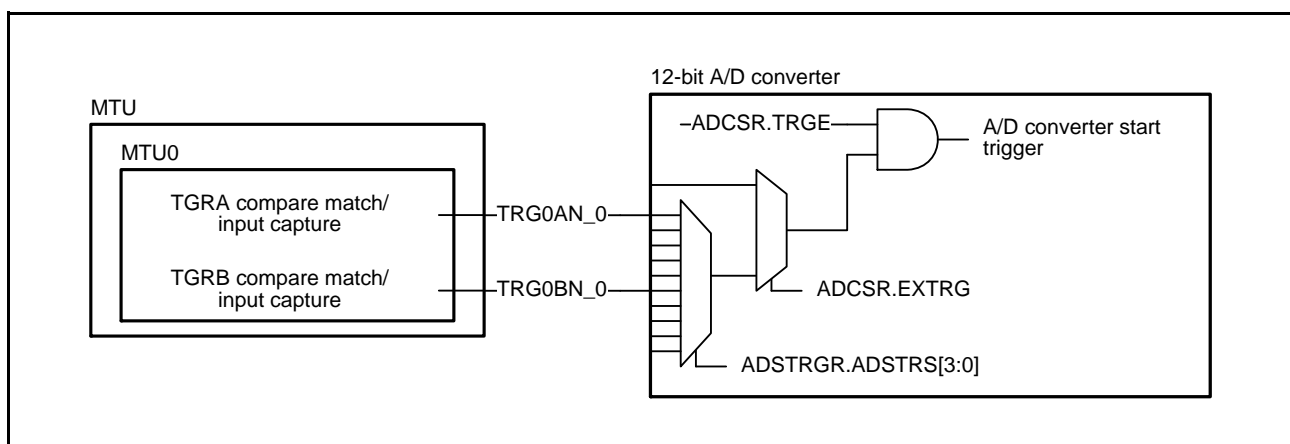 12-bit A/D converter
MTU
ADCSR.TRGE
A/D converter start
trigger
MTU0
TGRA compare match/
input capture
TRG0AN_0
TGRB compare match/
input capture
TRG0BN_0
ADCSR.EXTRG
ADSTRGR.ADSTRS[3:0]